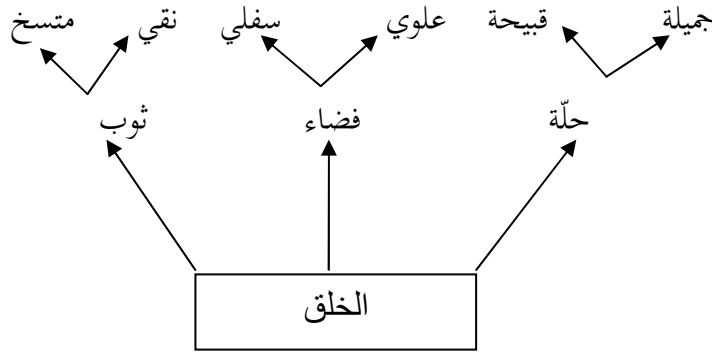 جميلة قبيحة علوي سفلي نقي متسخ
حلّة فضاء ثوب
الخلق